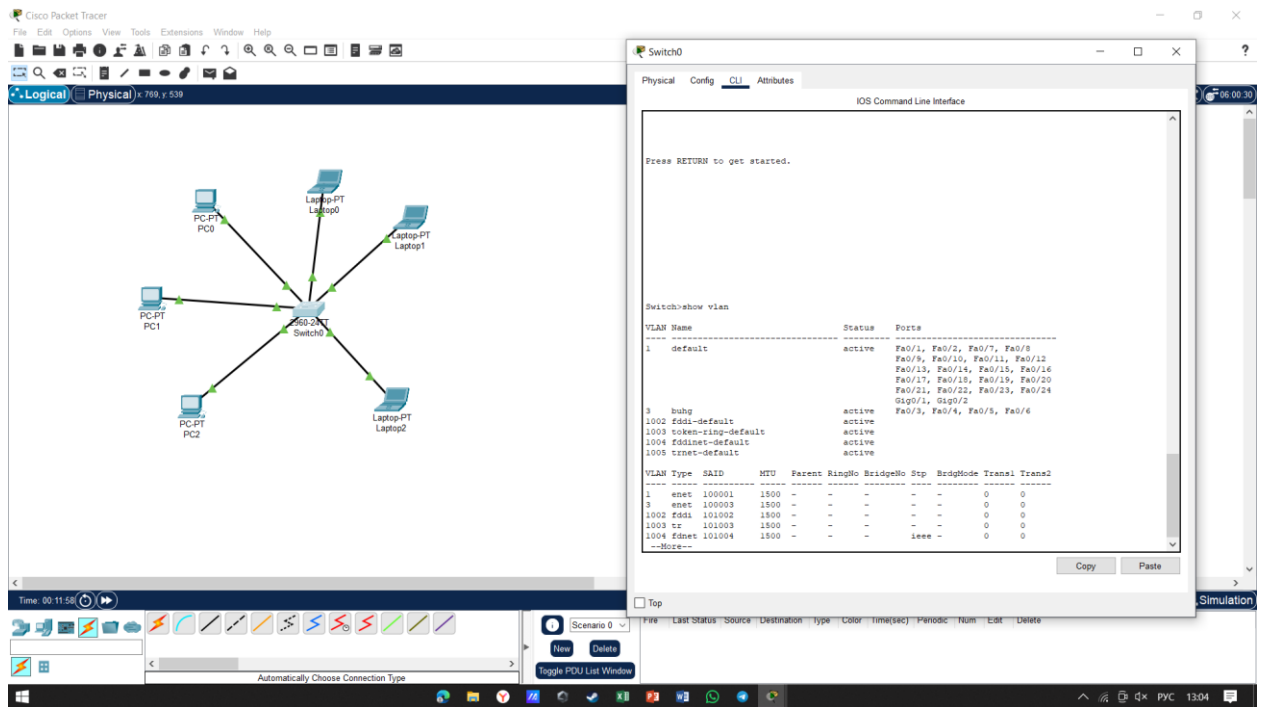 Cisco Packet Tracer
File Edit Options View Tools Extensions Window Help
?
Logical Physical x: 769, y: 539
06:00:30
PC-PT
PC0
Laptop-PT
Laptop0
Laptop-PT
Laptop1
PC-PT
PC1
2960-24TT
Switch0
PC-PT
PC2
Laptop-PT
Laptop2
Switch0
Physical Config CLI Attributes
IOS Command Line Interface
Press RETURN to get started.
Switch>show vlan
VLAN Name Status Ports
---- -------------------------------- --------- -------------------------------
1 default active Fa0/1, Fa0/2, Fa0/7, Fa0/8
Fa0/9, Fa0/10, Fa0/11, Fa0/12
Fa0/13, Fa0/14, Fa0/15, Fa0/16
Fa0/17, Fa0/18, Fa0/19, Fa0/20
Fa0/21, Fa0/22, Fa0/23, Fa0/24
Gig0/1, Gig0/2
3 buhg active Fa0/3, Fa0/4, Fa0/5, Fa0/6
1002 fddi-default active
1003 token-ring-default active
1004 fddinet-default active
1005 trnet-default active
VLAN Type SAID MTU Parent RingNo BridgeNo Stp BrdgMode Trans1 Trans2
---- ----- ---------- ----- ------ ------ -------- ---- -------- ------ ------
1 enet 100001 1500 - - - - - 0 0
3 enet 100003 1500 - - - - - 0 0
1002 fddi 101002 1500 - - - - - 0 0
1003 tr 101003 1500 - - - - - 0 0
1004 fdnet 101004 1500 - - - ieee - 0 0
--More--
Copy Paste
Top
Time: 00:11:58
Simulation
Scenario 0
New Delete
Toggle PDU List Window
Fire Last Status Source Destination Type Color Time(sec) Periodic Num Edit Delete
Automatically Choose Connection Type
РУС 13:04